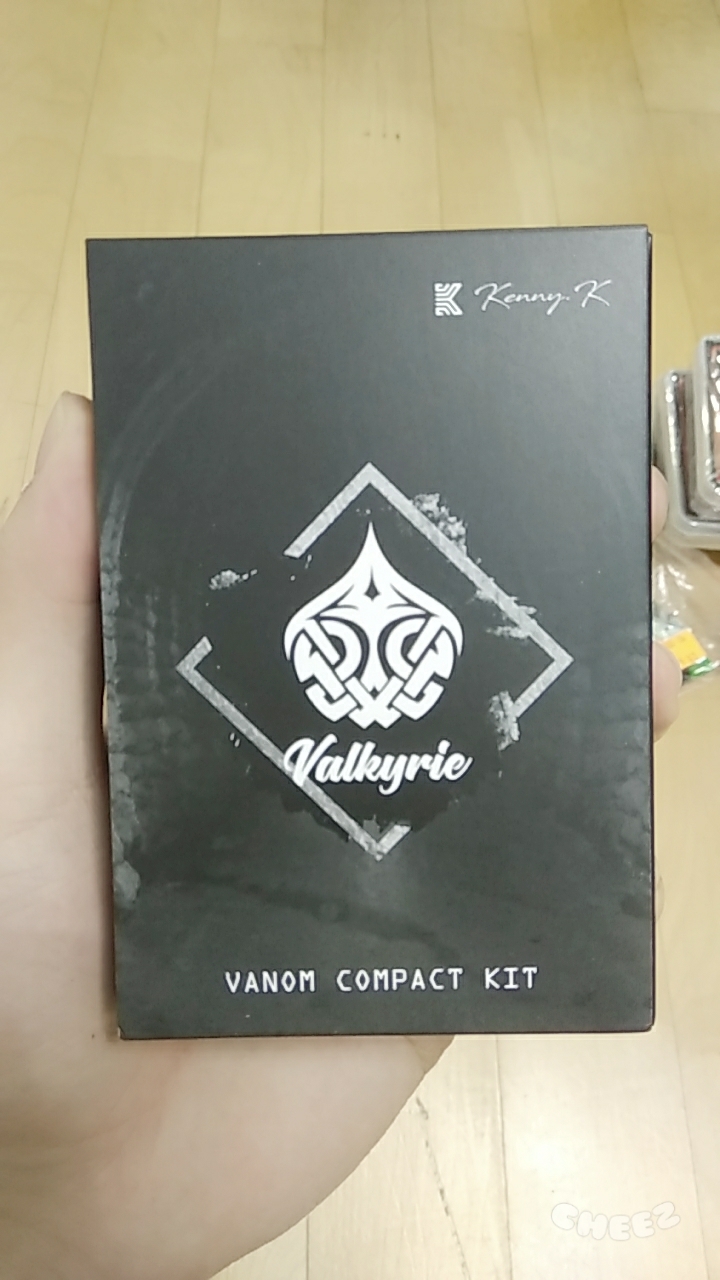 Kenny.K
Valkyrie
VANOM COMPACT KIT
CHEEZ